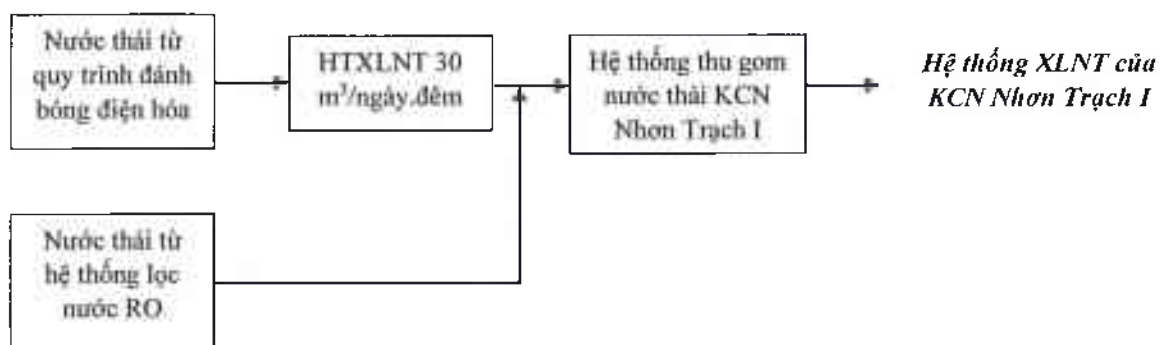 Nước thải từ
quy trình đánh
bóng điện hóa
HTXLNT 30
m³/ngày.đêm
Hệ thống thu gom
nước thải KCN
Nhơn Trạch I
Hệ thống XLNT của
KCN Nhơn Trạch I
Nước thải từ
hệ thống lọc
nước RO